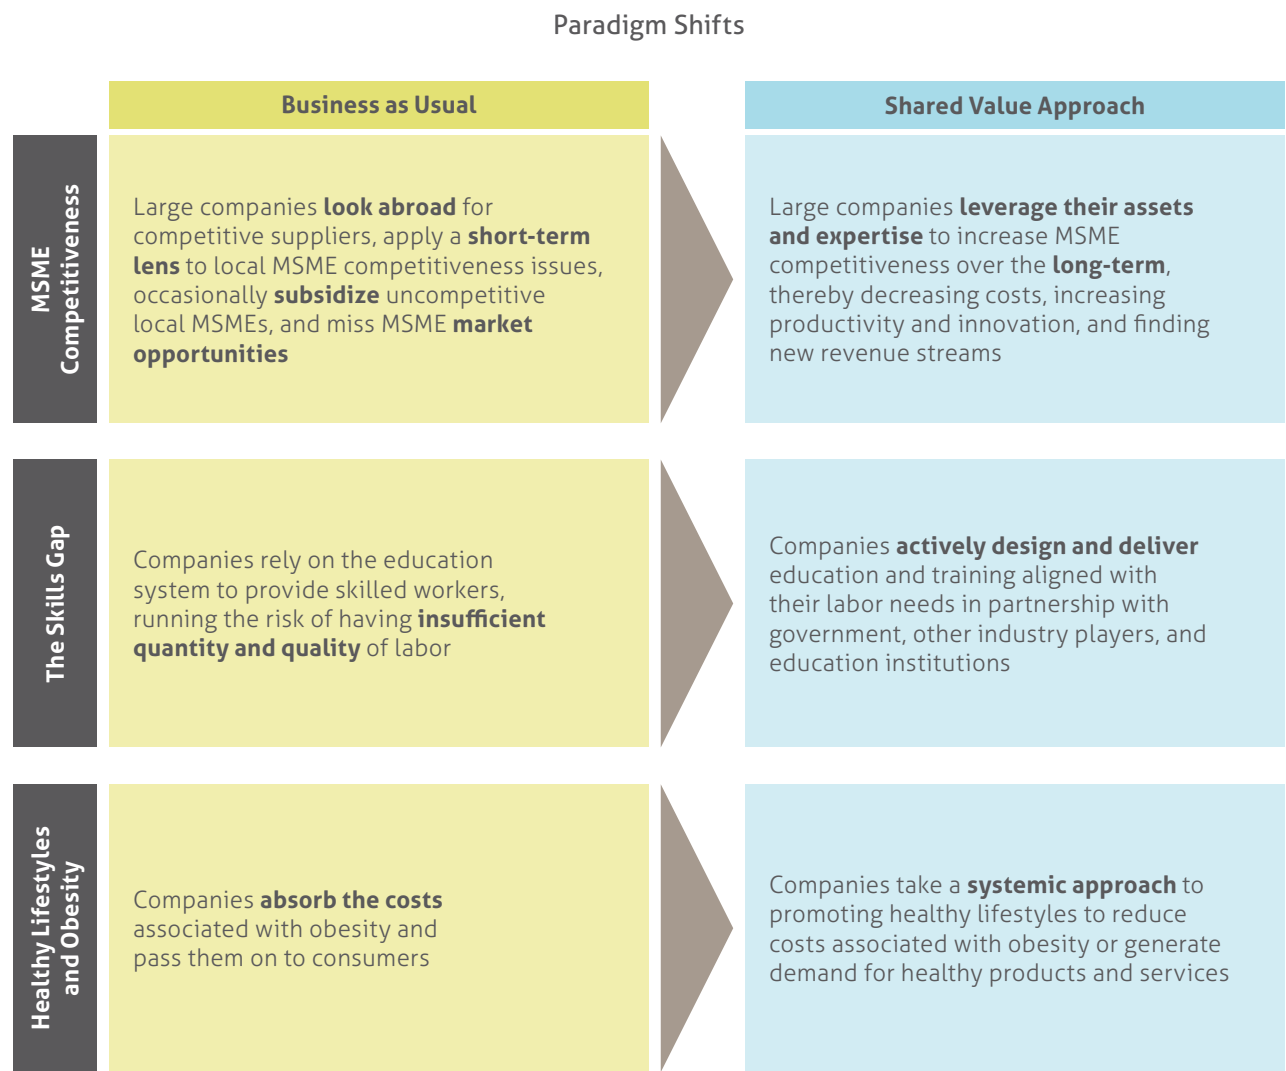 Paradigm Shifts
Business as Usual
Shared Value Approach
MSME
Competitiveness
Large companies look abroad for
competitive suppliers, apply a short-term
lens to local MSME competitiveness issues,
occasionally subsidize uncompetitive
local MSMEs, and miss MSME market
opportunities
Large companies leverage their assets
and expertise to increase MSME
competitiveness over the long-term,
thereby decreasing costs, increasing
productivity and innovation, and finding
new revenue streams
The Skills Gap
Companies rely on the education
system to provide skilled workers,
running the risk of having insufficient
quantity and quality of labor
Companies actively design and deliver
education and training aligned with
their labor needs in partnership with
government, other industry players, and
education institutions
Healthy Lifestyles
and Obesity
Companies absorb the costs
associated with obesity and
pass them on to consumers
Companies take a systemic approach to
promoting healthy lifestyles to reduce
costs associated with obesity or generate
demand for healthy products and services